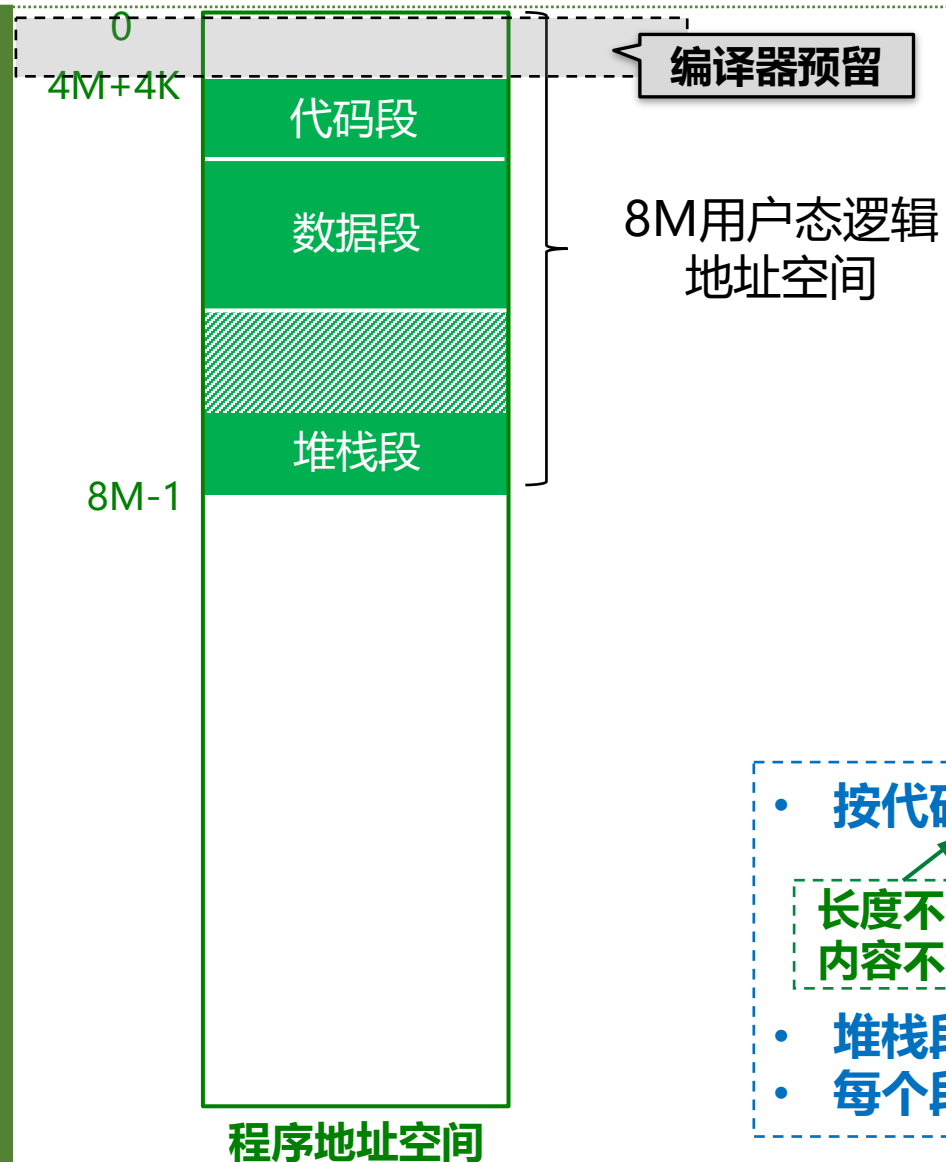 0
编译器预留
4M+4K
代码段
8M用户态逻辑
地址空间
数据段
堆栈段
8M-1
• 按代
长度不
内容不
• 堆栈
• 每个
程序地址空间